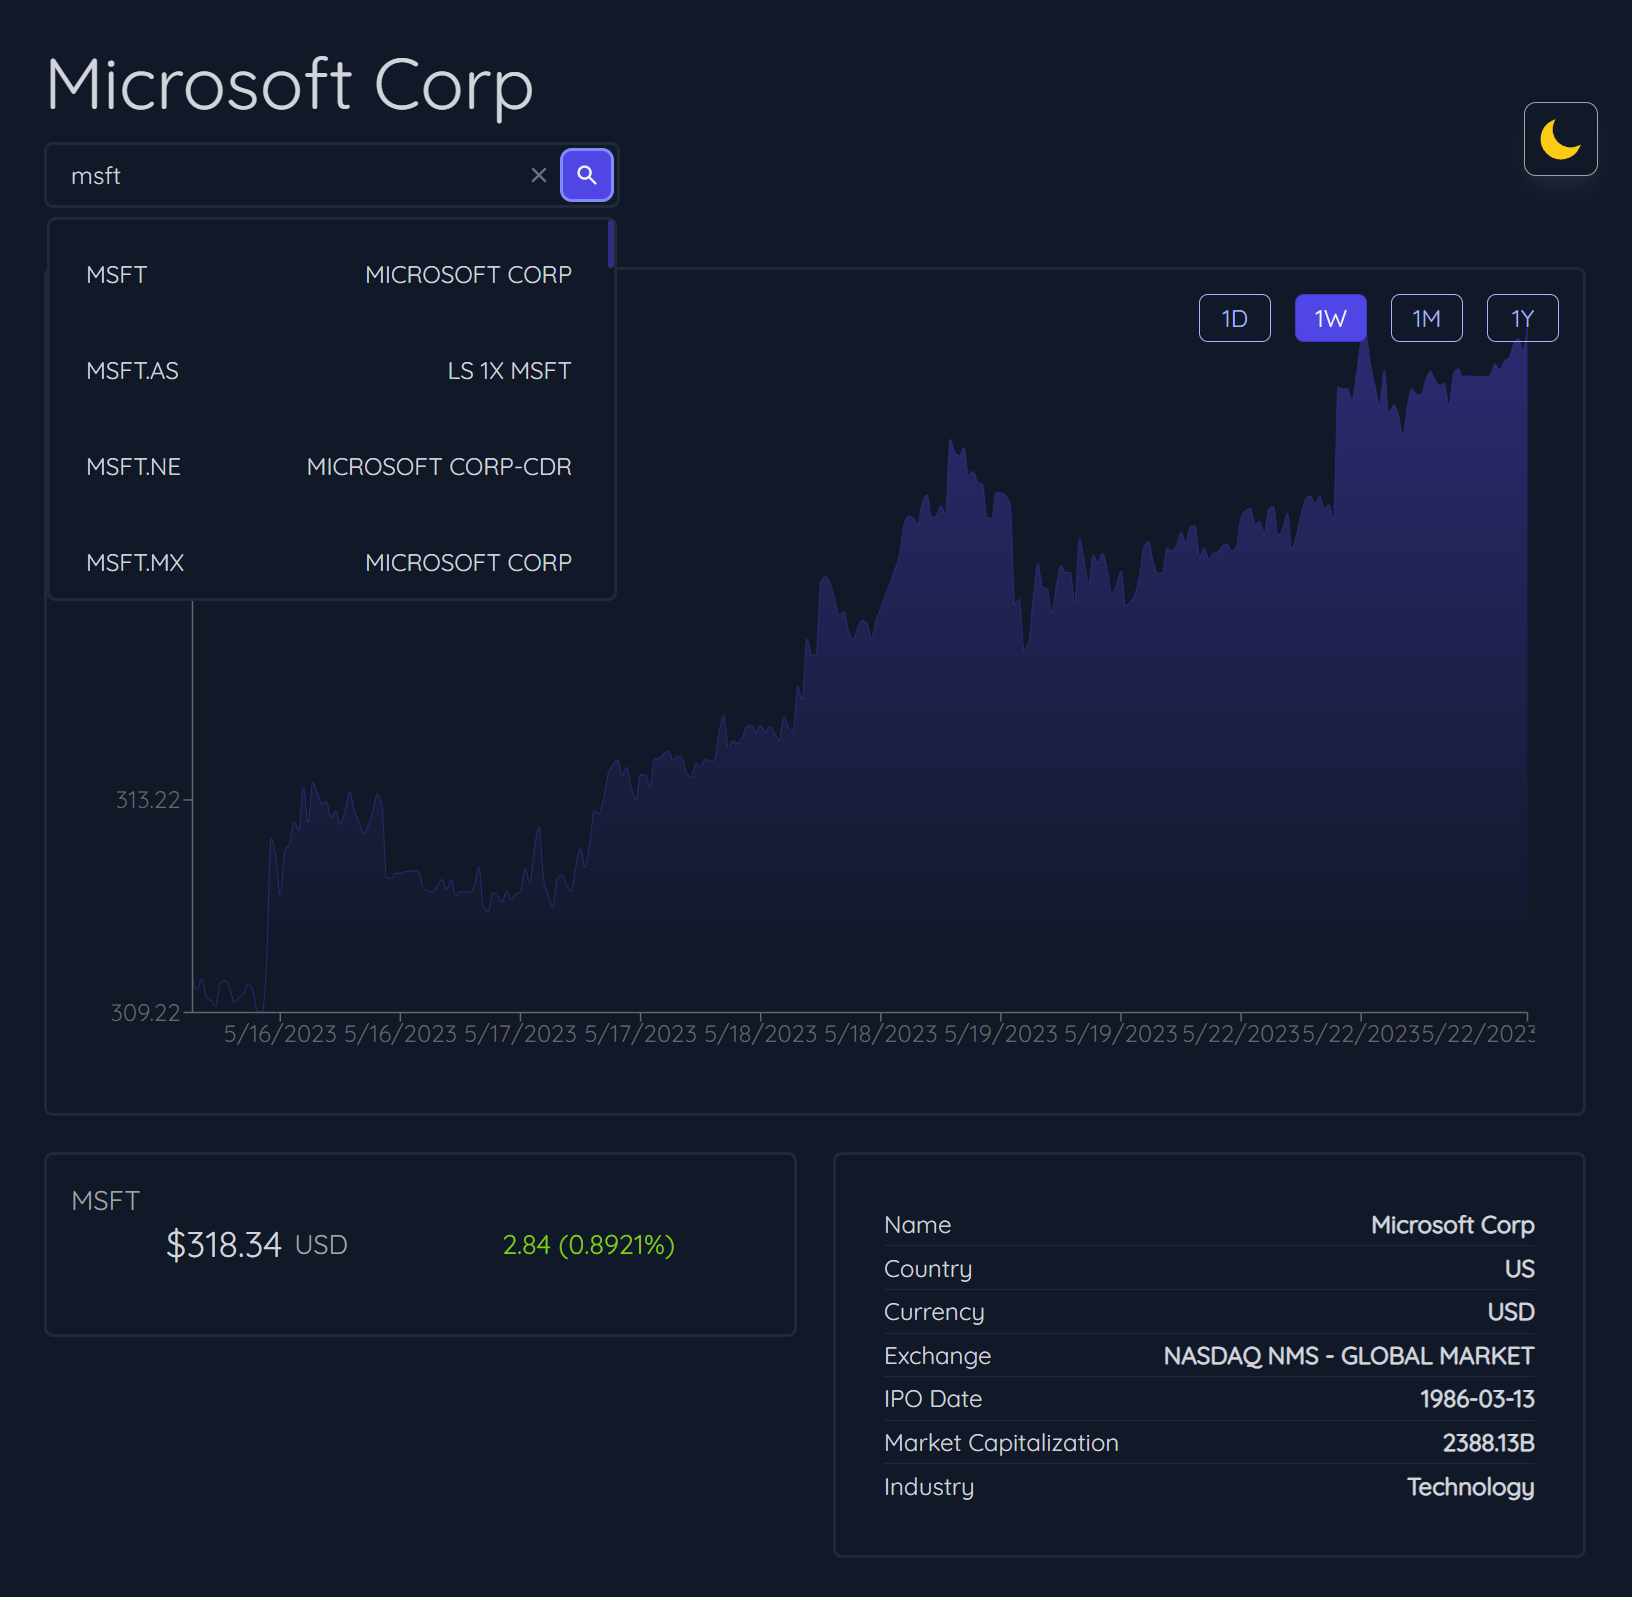 Microsoft Corp
msft
MSFT MICROSOFT CORP
MSFT.AS LS 1X MSFT
MSFT.NE MICROSOFT CORP-CDR
MSFT.MX MICROSOFT CORP
1D 1W 1M 1Y
313.22
309.22
5/16/2023 5/16/2023 5/17/2023 5/17/2023 5/18/2023 5/18/2023 5/19/2023 5/19/2023 5/22/2023 5/22/2023 5/22/2023
MSFT
$318.34 USD 2.84 (0.8921%)
Name Microsoft Corp
Country US
Currency USD
Exchange NASDAQ NMS - GLOBAL MARKET
IPO Date 1986-03-13
Market Capitalization 2388.13B
Industry Technology